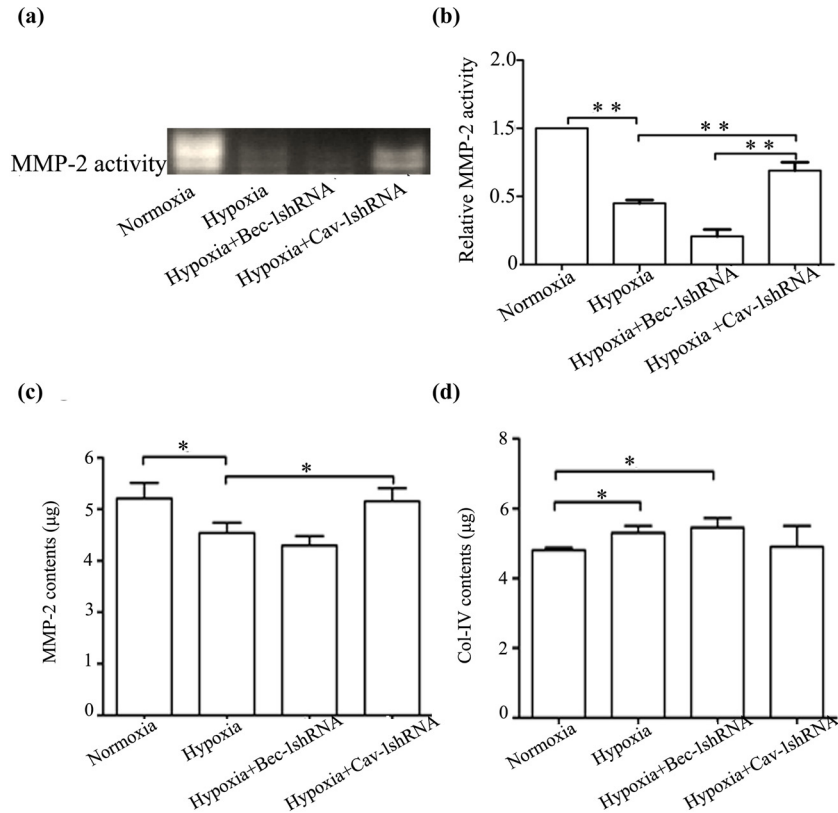 (a)
MMP-2 activity
Normoxia
Hypoxia
Hypoxia+Bec-1shRNA
Hypoxia+Cav-1shRNA
(b)
Relative MMP-2 activity
2.0
1.5
0.5
0
* *
* *
* *
Normoxia
Hypoxia
Hypoxia+Bec-1shRNA
Hypoxia +Cav-1shRNA
(c)
MMP-2 contents (μg)
6
5
4
3
1
0
*
*
Normoxia
Hypoxia
Hypoxia+Bec-1shRNA
Hypoxia+Cav-1shRNA
(d)
Col-IV contents (μg)
8
6
4
2
0
*
*
Normoxia
Hypoxia
Hypoxia+Bec-1shRNA
Hypoxia+Cav-1shRNA